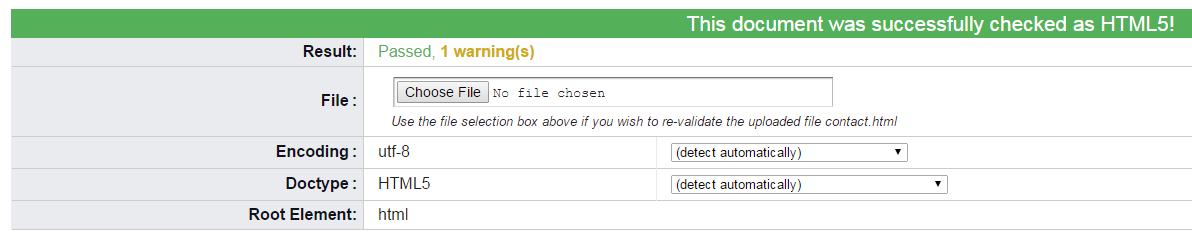 This document was successfully checked as HTML5!
Result: Passed, 1 warning(s)
File : Choose File No file chosen
Use the file selection box above if you wish to re-validate the uploaded file contact.html
Encoding : utf-8 (detect automatically)
Doctype : HTML5 (detect automatically)
Root Element: html